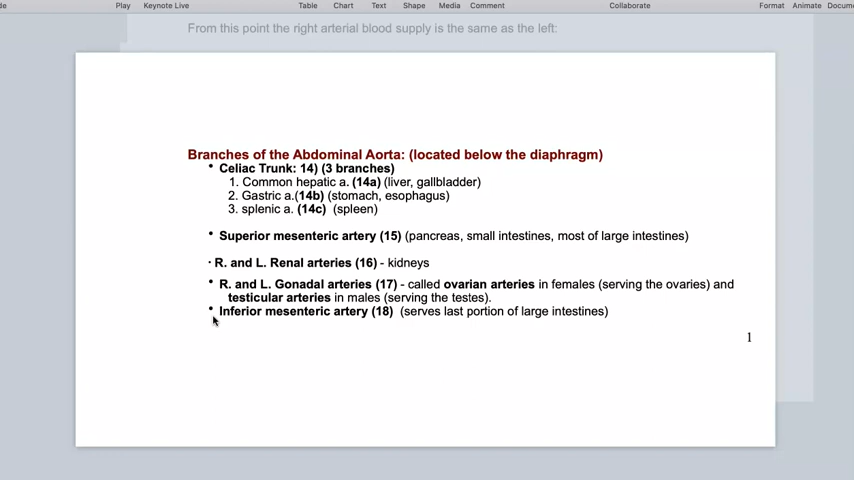 Play Keynote Live Table Chart Text Shape Media Comment Collaborate Format Animate
From this point the right arterial blood supply is the same as the left:
Branches of the Abdominal Aorta: (located below the diaphragm)
• Celiac Trunk: 14) (3 branches)
1. Common hepatic a. (14a) (liver, gallbladder)
2. Gastric a.(14b) (stomach, esophagus)
3. splenic a. (14c) (spleen)
• Superior mesenteric artery (15) (pancreas, small intestines, most of large intestines)
· R. and L. Renal arteries (16) - kidneys
• R. and L. Gonadal arteries (17) - called ovarian arteries in females (serving the ovaries) and
testicular arteries in males (serving the testes).
• Inferior mesenteric artery (18) (serves last portion of large intestines)
1